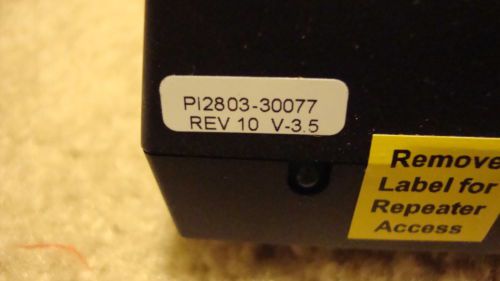 PI2803-30077
REV 10 V-3.5
Remove
Label for
Repeater
Access